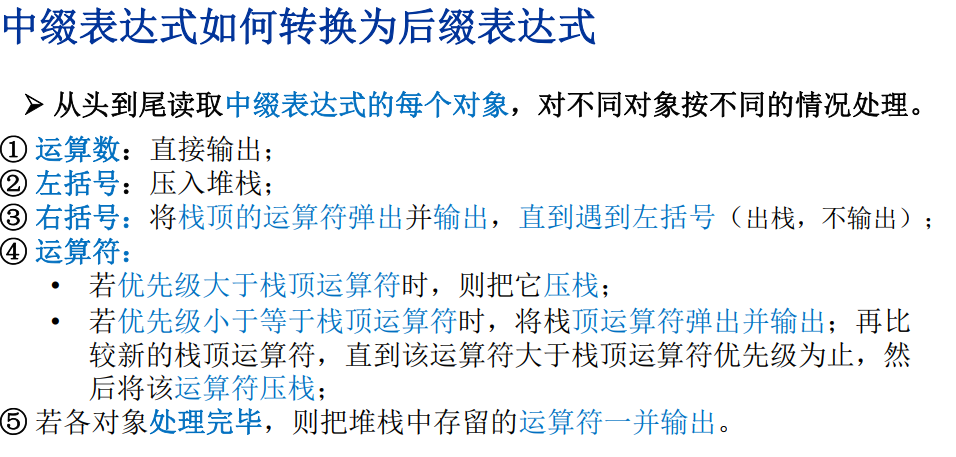 中缀表达式如何转换为后缀表达式
➢ 从头到尾读取中缀表达式的每个对象，对不同对象按不同的情况处理。
① 运算数：直接输出；
② 左括号：压入堆栈；
③ 右括号：将栈顶的运算符弹出并输出，直到遇到左括号（出栈，不输出）；
④ 运算符：
• 若优先级大于栈顶运算符时，则把它压栈；
• 若优先级小于等于栈顶运算符时，将栈顶运算符弹出并输出；再比
较新的栈顶运算符，直到该运算符大于栈顶运算符优先级为止，然
后将该运算符压栈；
⑤ 若各对象处理完毕，则把堆栈中存留的运算符一并输出。